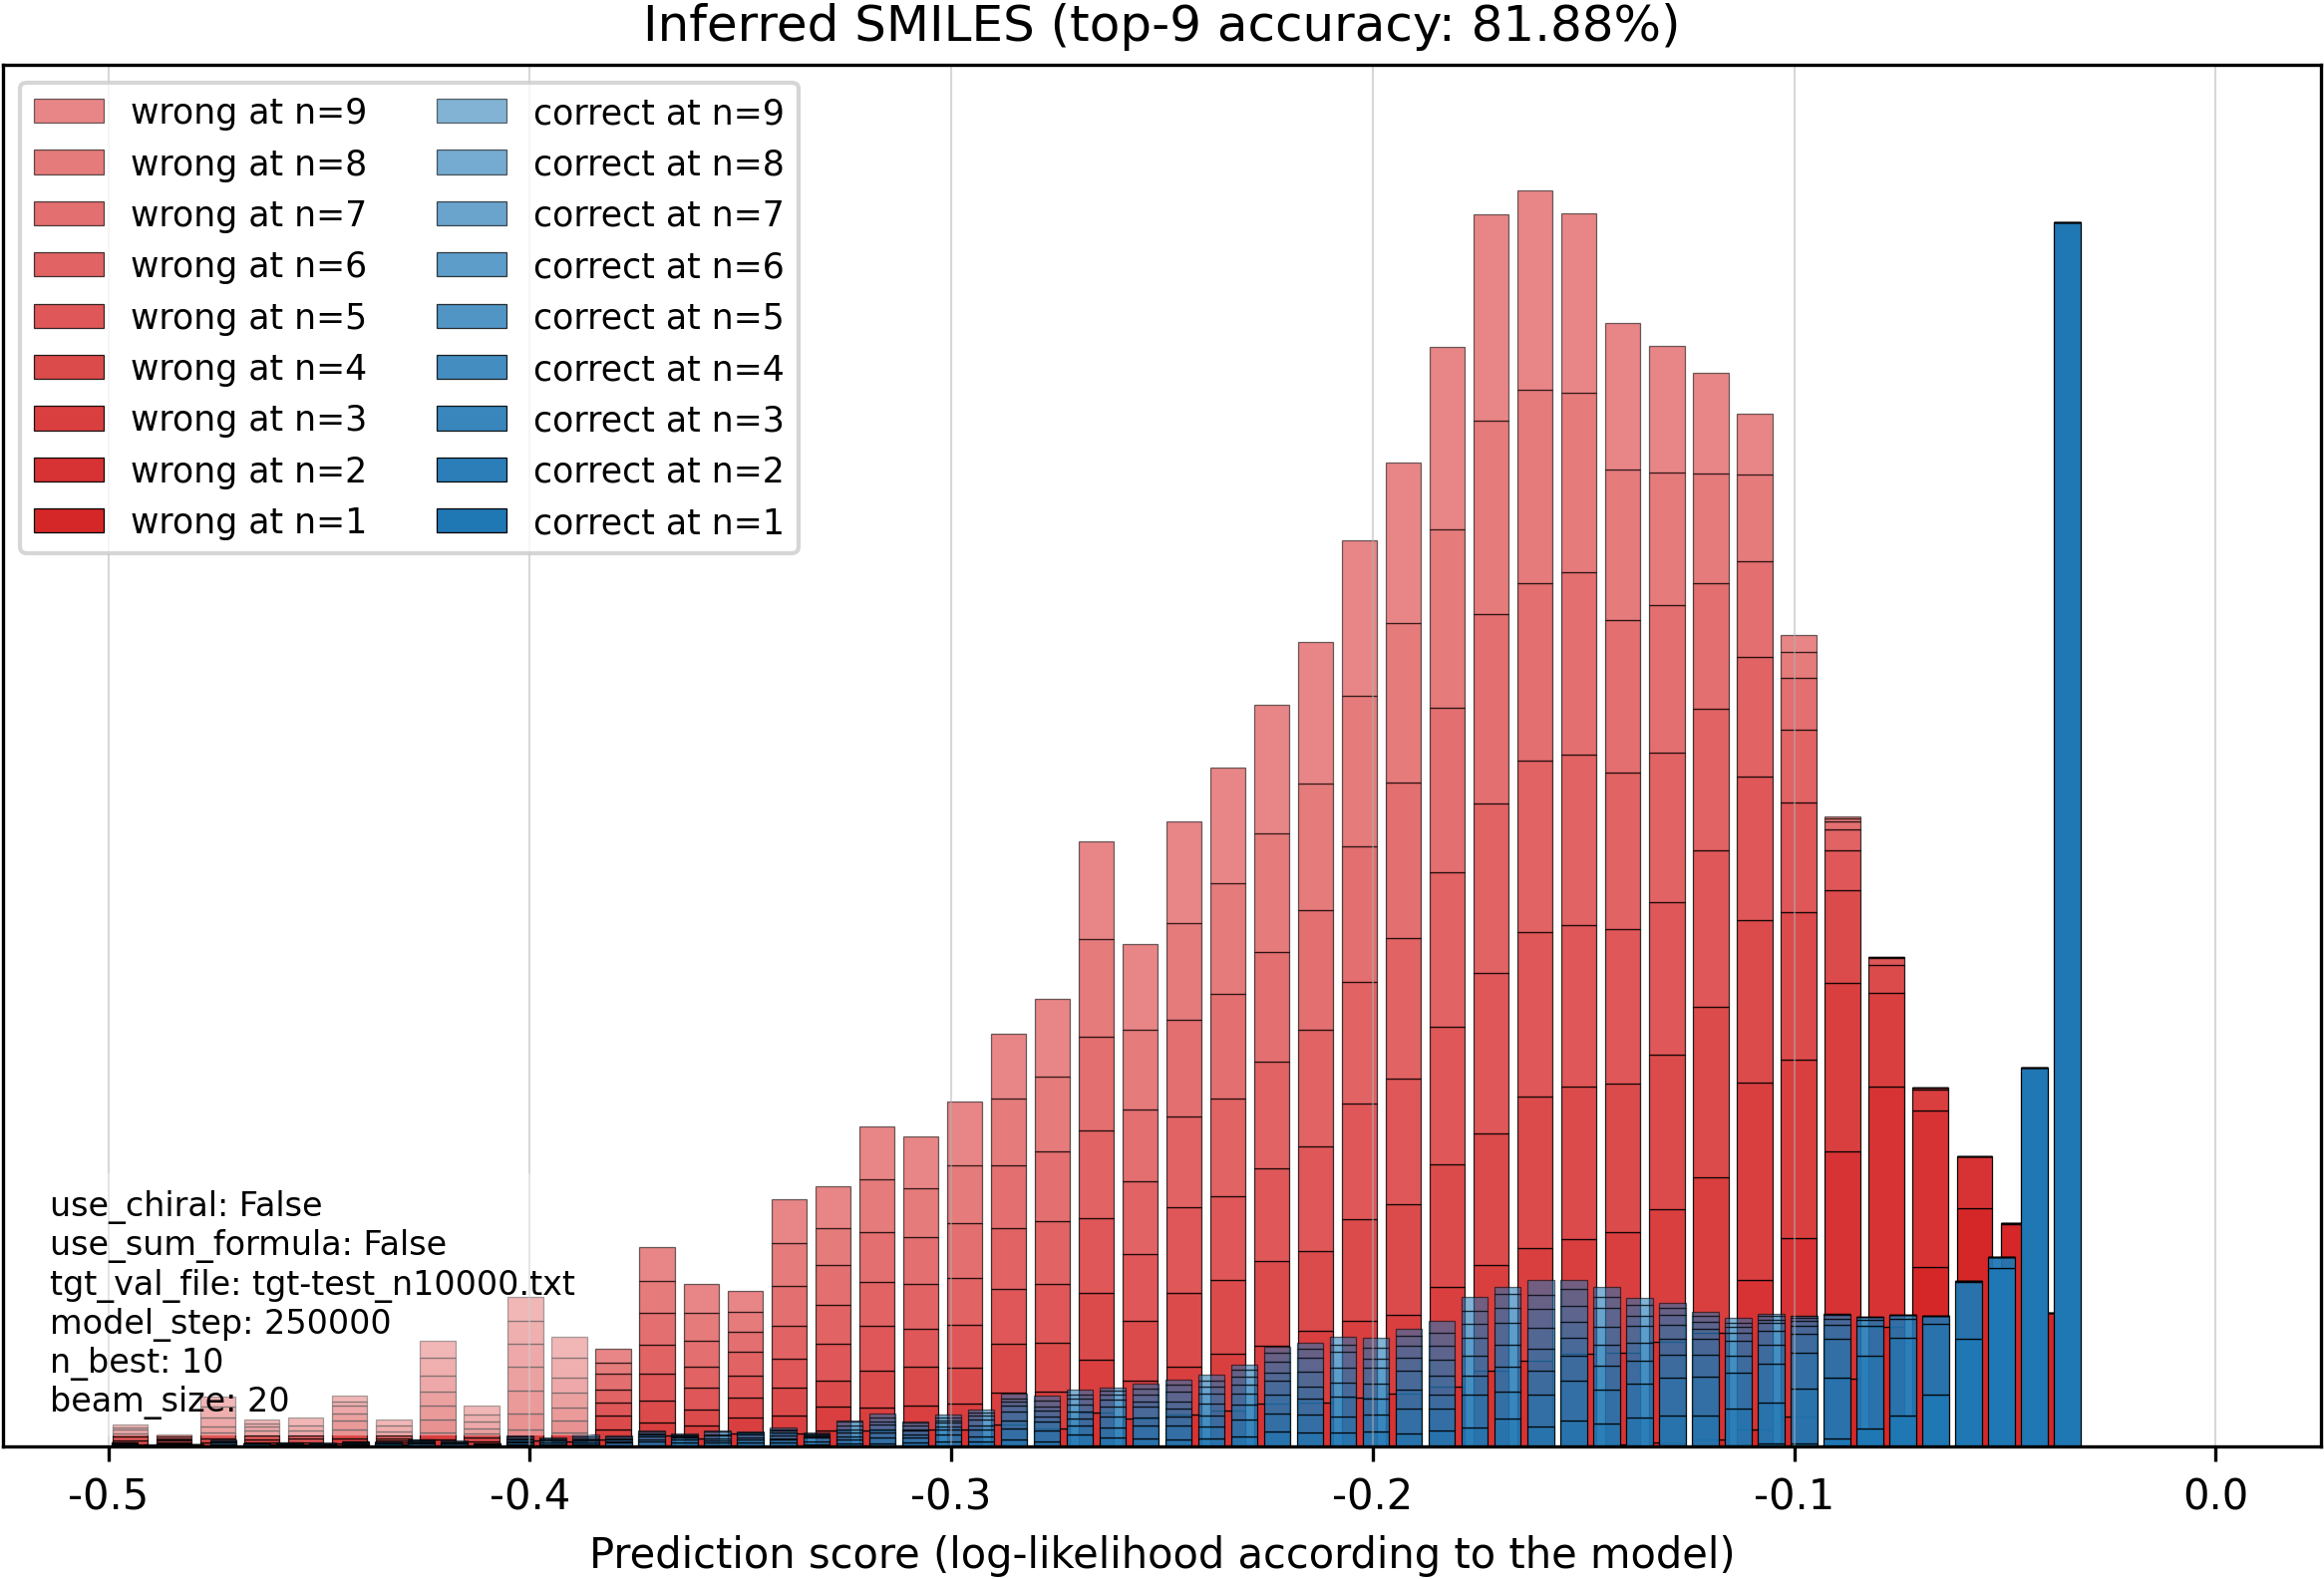 Inferred SMILES (top-9 accuracy: 81.88%)
wrong at n=9
wrong at n=8
wrong at n=7
wrong at n=6
wrong at n=5
wrong at n=4
wrong at n=3
wrong at n=2
wrong at n=1
correct at n=9
correct at n=8
correct at n=7
correct at n=6
correct at n=5
correct at n=4
correct at n=3
correct at n=2
correct at n=1
use_chiral: False
use_sum_formula: False
tgt_val_file: tgt-test_n10000.txt
model_step: 250000
n_best: 10
beam_size: 20
-0.5 -0.4 -0.3 -0.2 -0.1 0.0
Prediction score (log-likelihood according to the model)